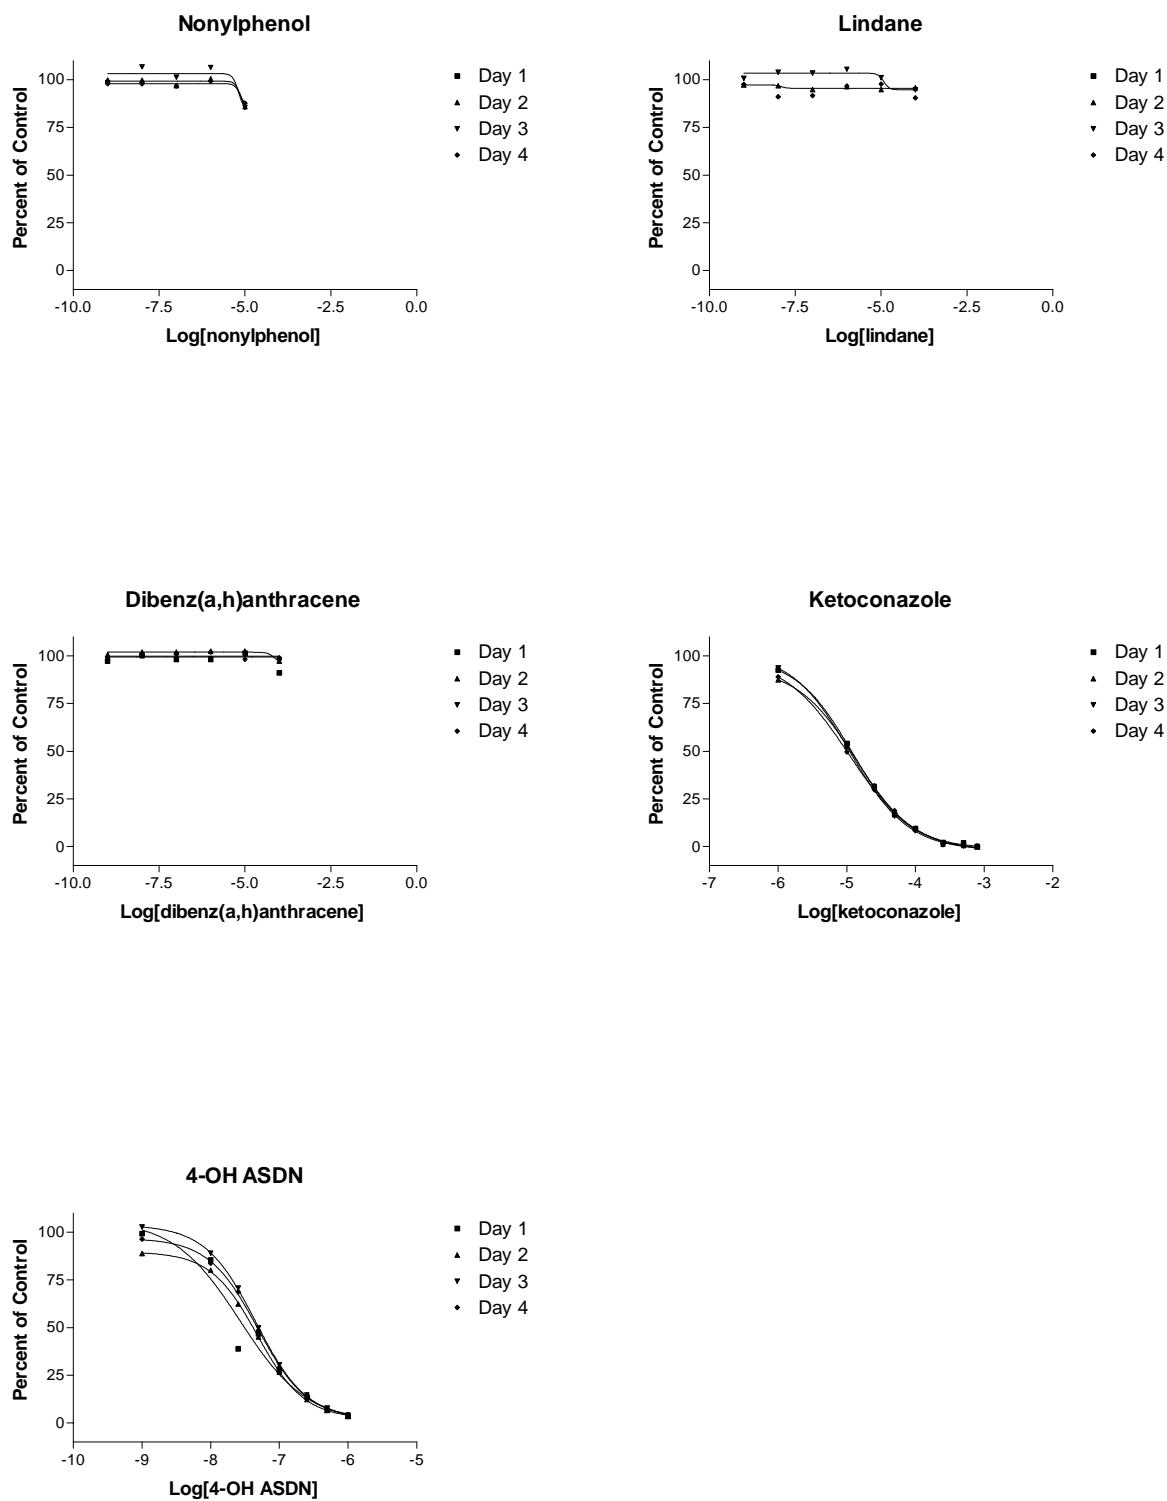 Nonylphenol
Percent of Control
100
75
50
25
0
-10.0 -7.5 -5.0 -2.5 0.0
Log[nonylphenol]
Day 1
Day 2
Day 3
Day 4
Lindane
Percent of Control
100
75
50
25
0
-10.0 -7.5 -5.0 -2.5 0.0
Log[lindane]
Day 1
Day 2
Day 3
Day 4
Dibenz(a,h)anthracene
Percent of Control
100
75
50
25
0
-10.0 -7.5 -5.0 -2.5 0.0
Log[dibenz(a,h)anthracene]
Day 1
Day 2
Day 3
Day 4
Ketoconazole
Percent of Control
100
75
50
25
0
-7 -6 -5 -4 -3 -2
Log[ketoconazole]
Day 1
Day 2
Day 3
Day 4
4-OH ASDN
Percent of Control
100
75
50
25
0
-10 -9 -8 -7 -6 -5
Log[4-OH ASDN]
Day 1
Day 2
Day 3
Day 4